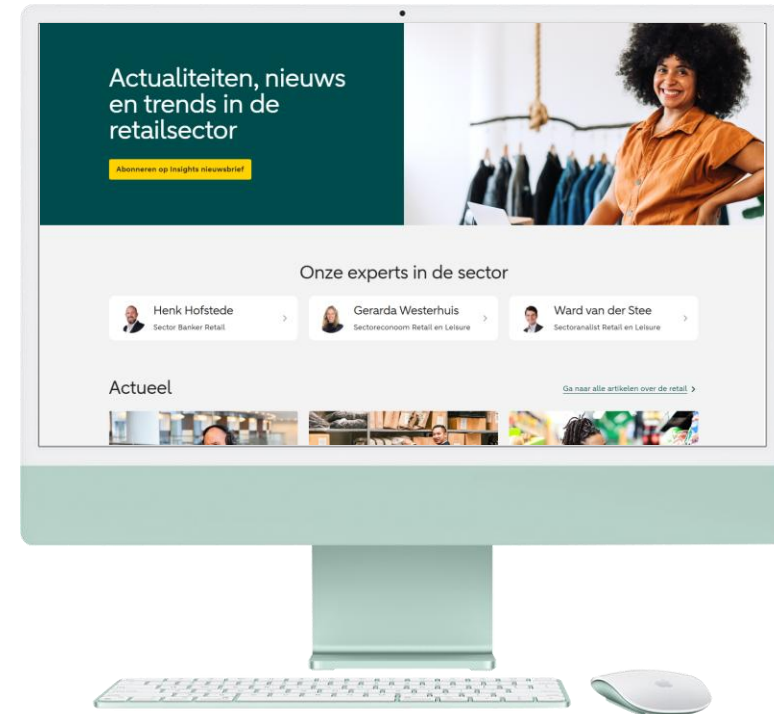 Actualiteiten, nieuws
en trends in de
retailsector
Abonneren op Insights nieuwsbrief
Onze experts in de sector
Henk Hofstede
Sector Banker Retail
Gerarda Westerhuis
Sectoreconoom Retail en Leisure
Ward van der Stee
Sectoranalist Retail en Leisure
Actueel
Ga naar alle artikelen over de retail